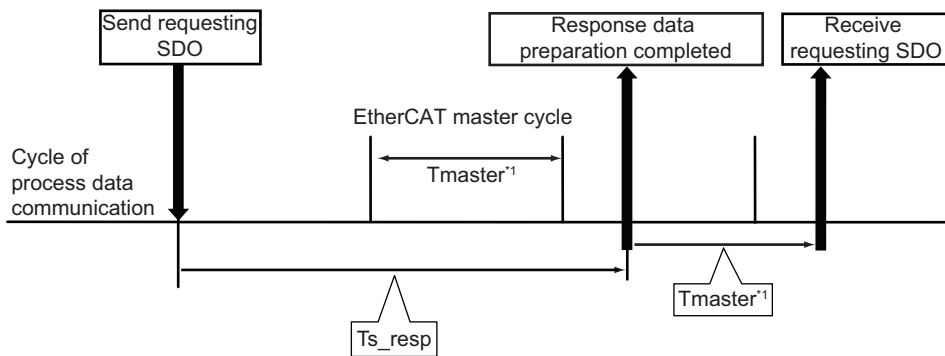 Send requesting
SDO
Response data
preparation completed
Receive
requesting SDO
EtherCAT master cycle
Tmaster*1
Cycle of
process data
communication
Tmaster*1
Ts_resp